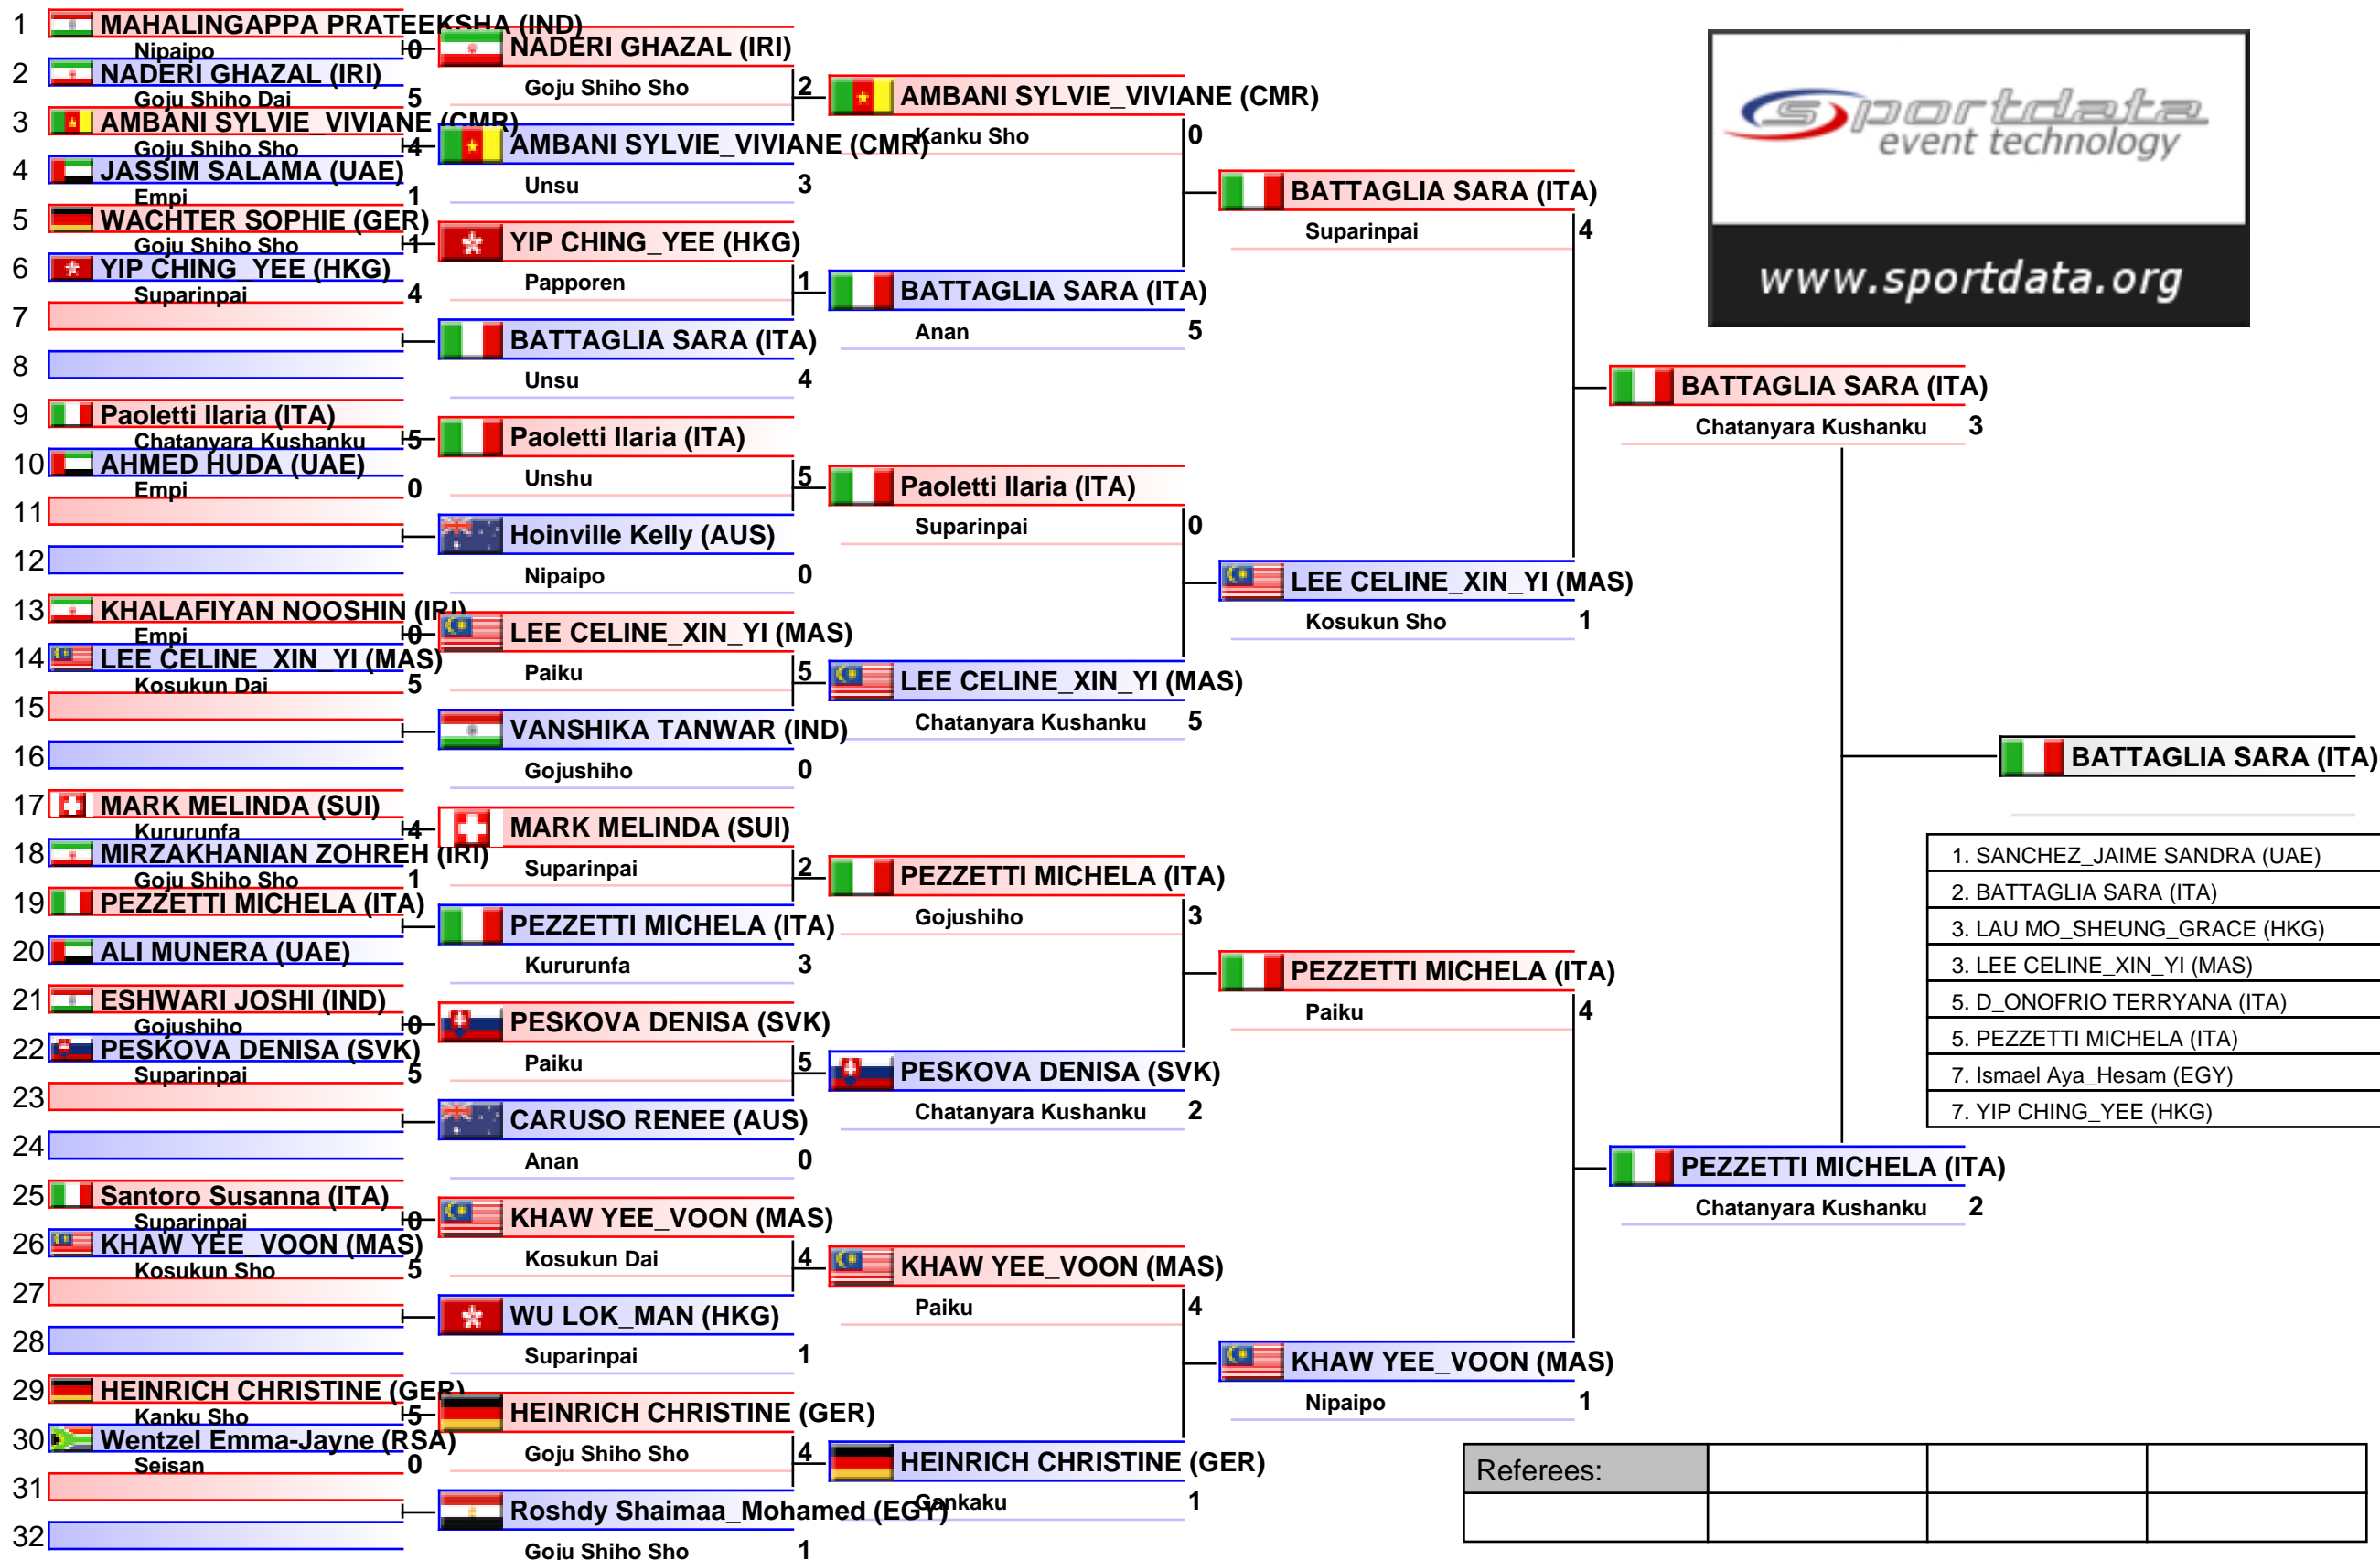 1 MAHALINGAPPA PRATEEKSHA (IND)
Nipaipo 0
2 NADERI GHAZAL (IRI)
Goju Shiho Dai 5
3 AMBANI SYLVIE_VIVIANE (CMR)
Goju Shiho Sho 4
4 JASSIM SALAMA (UAE)
Empi 1
5 WACHTER SOPHIE (GER)
Goju Shiho Sho 1
6 YIP CHING_YEE (HKG)
Suparinpai 4
7
8
9 Paoletti Ilaria (ITA)
Chatanyara Kushanku 5
10 AHMED HUDA (UAE)
Empi 0
11
12
13 KHALAFIYAN NOOSHIN (IRI)
Empi 0
14 LEE CELINE_XIN_YI (MAS)
Kosukun Dai 5
15
16
17 MARK MELINDA (SUI)
Kururunfa 4
18 MIRZAKHANIAN ZOHREH (IRI)
Goju Shiho Sho 1
19 PEZZETTI MICHELA (ITA)
20 ALI MUNERA (UAE)
21 ESHWARI JOSHI (IND)
Gojushiho 0
22 PESKOVA DENISA (SVK)
Suparinpai 5
23
24
25 Santoro Susanna (ITA)
Suparinpai 0
26 KHAW YEE_VOON (MAS)
Kosukun Sho 5
27
28
29 HEINRICH CHRISTINE (GER)
Kanku Sho 5
30 Wentzel Emma-Jayne (RSA)
Seisan 0
31
32
NADERI GHAZAL (IRI)
Goju Shiho Sho 2
AMBANI SYLVIE_VIVIANE (CMR)
Unsu 3
YIP CHING_YEE (HKG)
Papporen 1
BATTAGLIA SARA (ITA)
Unsu 4
Paoletti Ilaria (ITA)
Unshu 5
Hoinville Kelly (AUS)
Nipaipo 0
LEE CELINE_XIN_YI (MAS)
Paiku 5
VANSHIKA TANWAR (IND)
Gojushiho 0
MARK MELINDA (SUI)
Suparinpai 2
PEZZETTI MICHELA (ITA)
Kururunfa 3
PESKOVA DENISA (SVK)
Paiku 5
CARUSO RENEE (AUS)
Anan 0
KHAW YEE_VOON (MAS)
Kosukun Dai 4
WU LOK_MAN (HKG)
Suparinpai 1
HEINRICH CHRISTINE (GER)
Goju Shiho Sho 4
Roshdy Shaimaa_Mohamed (EGY)
Goju Shiho Sho 1
AMBANI SYLVIE_VIVIANE (CMR)
Kanku Sho 0
BATTAGLIA SARA (ITA)
Anan 5
Paoletti Ilaria (ITA)
Suparinpai 0
LEE CELINE_XIN_YI (MAS)
Chatanyara Kushanku 5
PEZZETTI MICHELA (ITA)
Gojushiho 3
PESKOVA DENISA (SVK)
Chatanyara Kushanku 2
KHAW YEE_VOON (MAS)
Paiku 4
HEINRICH CHRISTINE (GER)
Gankaku 1
BATTAGLIA SARA (ITA)
Suparinpai 4
LEE CELINE_XIN_YI (MAS)
Kosukun Sho 1
PEZZETTI MICHELA (ITA)
Paiku 4
KHAW YEE_VOON (MAS)
Nipaipo 1
BATTAGLIA SARA (ITA)
Chatanyara Kushanku 3
PEZZETTI MICHELA (ITA)
Chatanyara Kushanku 2
BATTAGLIA SARA (ITA)
sportdata
event technology
www.sportdata.org
1. SANCHEZ_JAIME SANDRA (UAE)
2. BATTAGLIA SARA (ITA)
3. LAU MO_SHEUNG_GRACE (HKG)
3. LEE CELINE_XIN_YI (MAS)
5. D_ONOFRIO TERRYANA (ITA)
5. PEZZETTI MICHELA (ITA)
7. Ismael Aya_Hesam (EGY)
7. YIP CHING_YEE (HKG)
Referees: